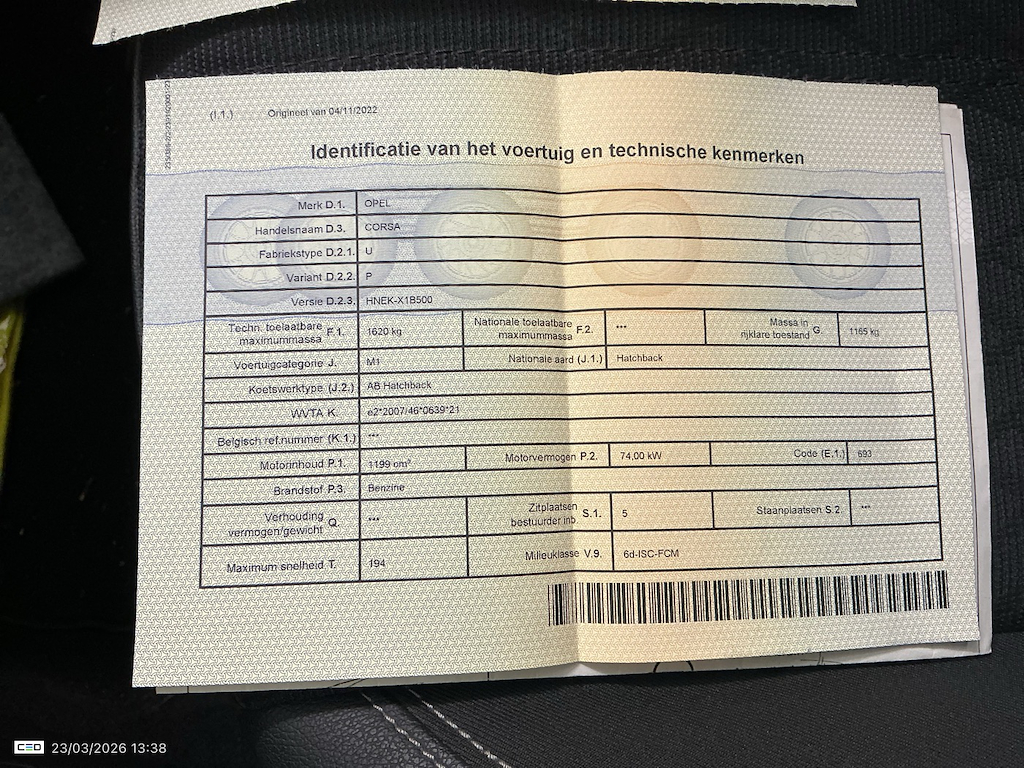 (I.1.) Origineel van 04/11/2022
Identificatie van het voertuig en technische kenmerken
Merk D.1. OPEL
Handelsnaam D.3. CORSA
Fabriekstype D.2.1. U
Variant D.2.2. P
Versie D.2.3. HNEK-X1B500
Techn. toelaatbare maximummassa F.1. 1620 kg Nationale toelaatbare maximummassa F.2. *** Massa in rijklare toestand G. 1165 kg
Voertuigcategorie J. M1 Nationale aard (J.1.) Hatchback
Koetswerktype (J.2.) AB Hatchback
WVTA K. e2*2007/46*0639*21
Belgisch ref.nummer (K.1.) ***
Motorinhoud P.1. 1199 cm³ Motorvermogen P.2. 74,00 kW Code (E.1.) 693
Brandstof P.3. Benzine
Verhouding vermogen/gewicht Q. *** Zitplaatsen bestuurder inb. S.1. 5 Staanplaatsen S.2. ***
Maximum snelheid T. 194 Milieuklasse V.9. 6d-ISC-FCM
CEO 23/03/2026 13:38